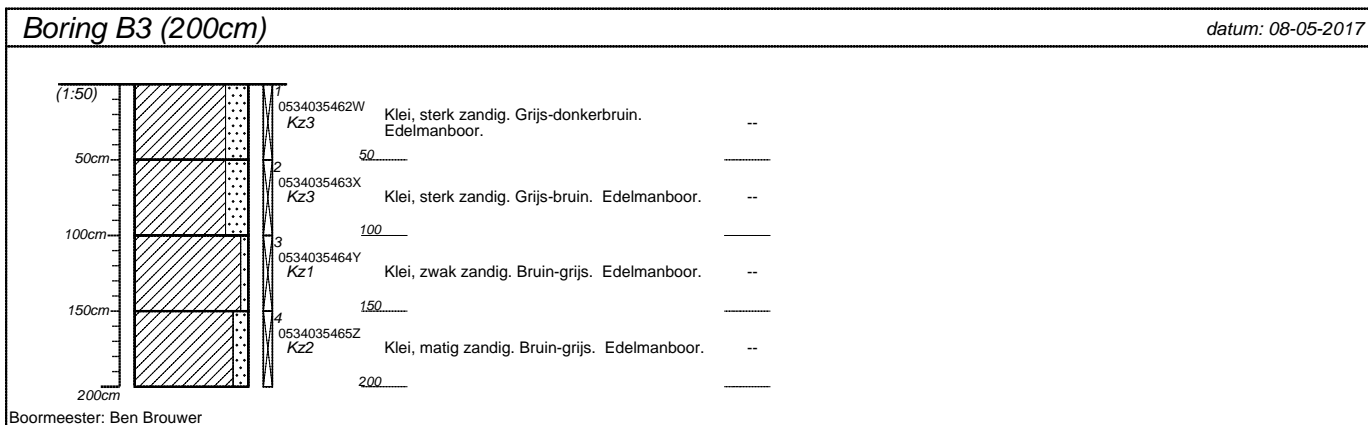 Boring B3 (200cm)
datum: 08-05-2017
(1:50)
1
0534035462W
Kz3
Klei, sterk zandig. Grijs-donkerbruin.
Edelmanboor.
--
50cm
50
2
0534035463X
Kz3
Klei, sterk zandig. Grijs-bruin. Edelmanboor.
--
100cm
100
3
0534035464Y
Kz1
Klei, zwak zandig. Bruin-grijs. Edelmanboor.
--
150cm
150
4
0534035465Z
Kz2
Klei, matig zandig. Bruin-grijs. Edelmanboor.
--
200cm
200
Boormeester: Ben Brouwer